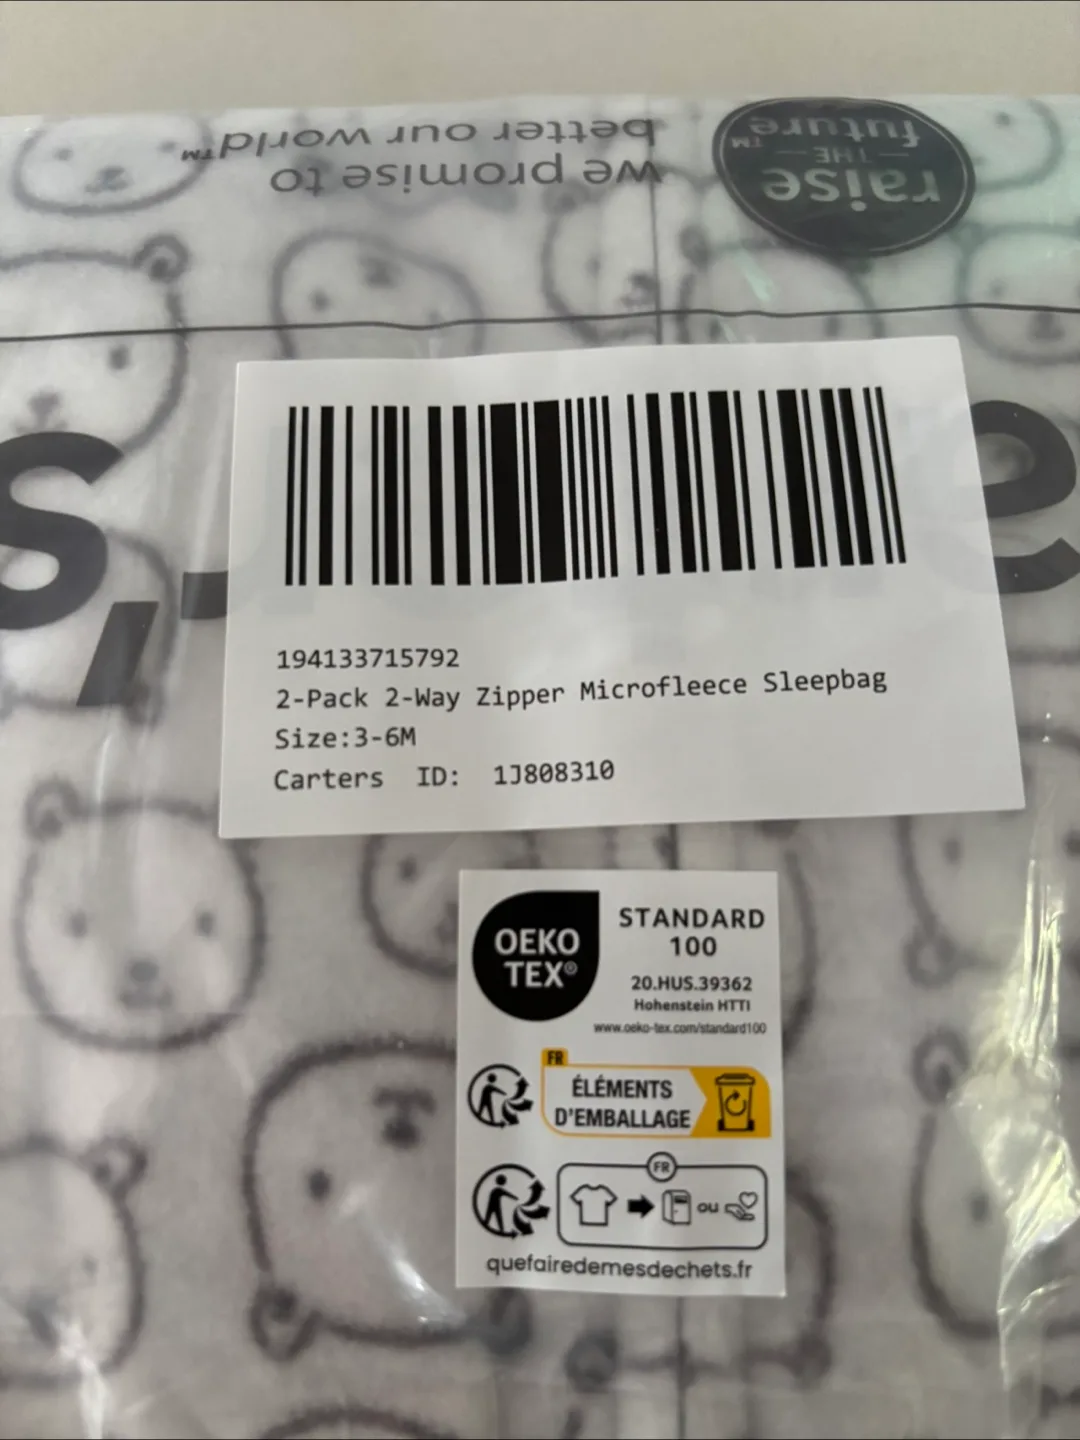 we promise to
better our world™
raise
THE
future™
194133715792
2-Pack 2-Way Zipper Microfleece Sleepbag
Size:3-6M
Carters ID: 1J808310
OEKO
TEX®
STANDARD
100
20.HUS.39362
Hohenstein HTTI
www.oeko-tex.com/standard100
FR
ÉLÉMENTS
D'EMBALLAGE
FR
ou
quefairedemesdechets.fr